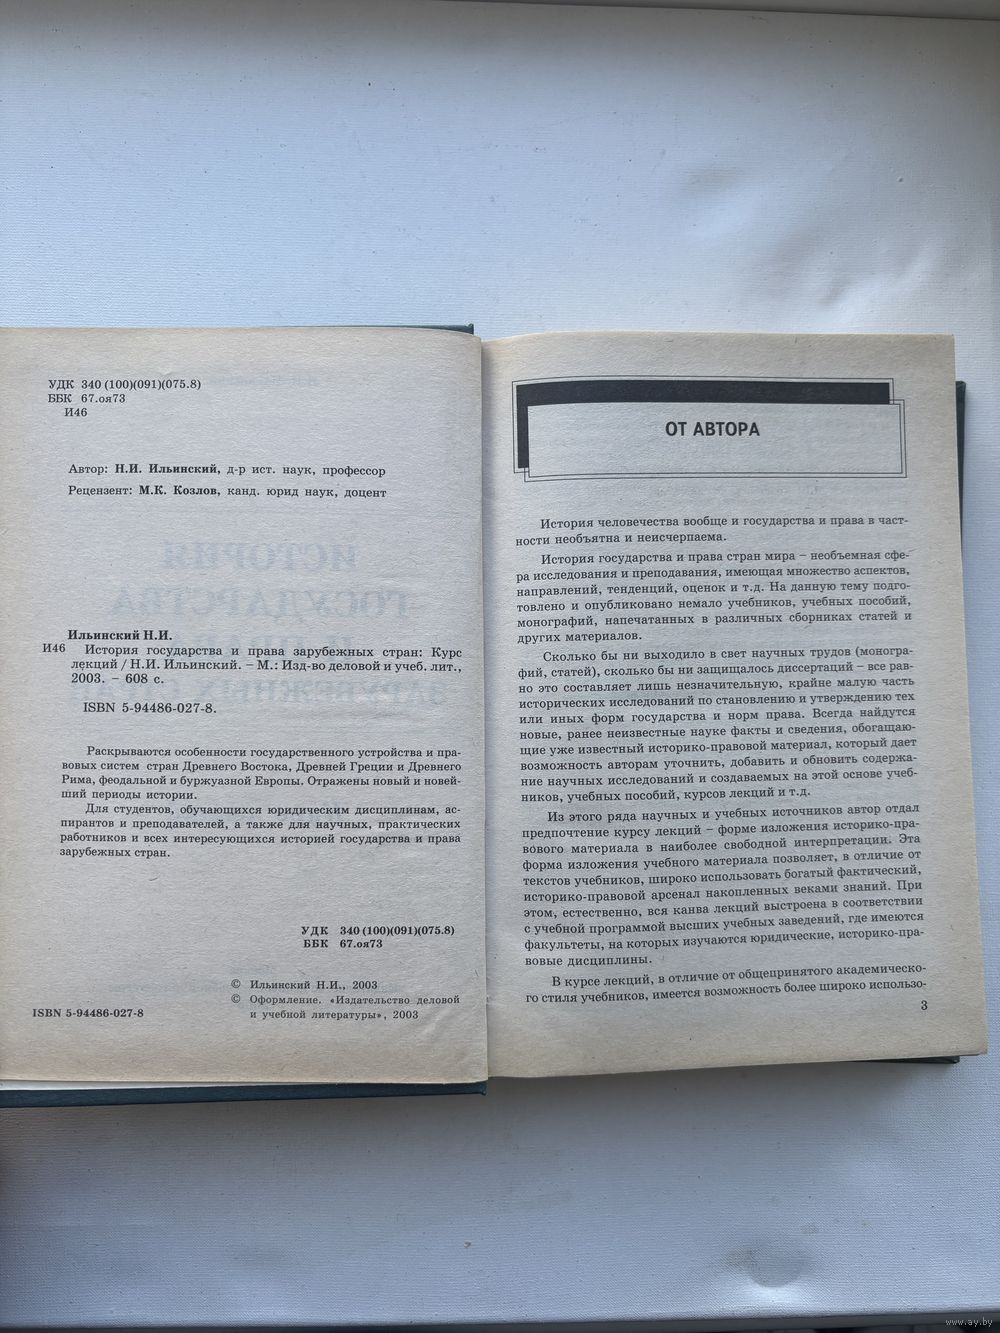 УДК 340 (100)(091)(075.8)
ББК 67.оя73
И46
Автор: Н.И. Ильинский, д-р ист. наук, профессор
Рецензент: М.К. Козлов, канд. юрид наук, доцент
Ильинский Н.И.
И46 История государства и права зарубежных стран: Курс
лекций / Н.И. Ильинский. – М.: Изд-во деловой и учеб. лит.,
2003. – 608 с.
ISBN 5-94486-027-8.
Раскрываются особенности государственного устройства и пра-
вовых систем стран Древнего Востока, Древней Греции и Древнего
Рима, феодальной и буржуазной Европы. Отражены новый и новей-
ший периоды истории.
Для студентов, обучающихся юридическим дисциплинам, ас-
пирантов и преподавателей, а также для научных, практических
работников и всех интересующихся историей государства и права
зарубежных стран.
УДК 340(100)(091)(075.8)
ББК 67.оя73
© Ильинский Н.И., 2003
© Оформление. «Издательство деловой
и учебной литературы», 2003
ISBN 5-94486-027-8
ОТ АВТОРА
История человечества вообще и государства и права в част-
ности необъятна и неисчерпаема.
История государства и права стран мира – необъемная сфе-
ра исследования и преподавания, имеющая множество аспектов,
направлений, тенденций, оценок и т.д. На данную тему подго-
товлено и опубликовано немало учебников, учебных пособий,
монографий, напечатанных в различных сборниках статей и
других материалов.
Сколько бы ни выходило в свет научных трудов (моногра-
фий, статей), сколько бы ни защищалось диссертаций – все рав-
но это составляет лишь незначительную, крайне малую часть
исторических исследований по становлению и утверждению тех
или иных форм государства и норм права. Всегда найдутся
новые, ранее неизвестные науке факты и сведения, обогащаю-
щие уже известный историко-правовой материал, который дает
возможность авторам уточнить, добавить и обновить содержа-
ние научных исследований и создаваемых на этой основе учеб-
ников, учебных пособий, курсов лекций и т.д.
Из этого ряда научных и учебных источников автор отдал
предпочтение курсу лекций – форме изложения историко-пра-
вового материала в наиболее свободной интерпретации. Эта
форма изложения учебного материала позволяет, в отличие от
текстов учебников, широко использовать богатый фактический,
историко-правовой арсенал накопленных веками знаний. При
этом, естественно, вся канва лекций выстроена в соответствии
с учебной программой высших учебных заведений, где имеются
факультеты, на которых изучаются юридические, историко-пра-
вовые дисциплины.
В курсе лекций, в отличие от общепринятого академическо-
го стиля учебников, имеется возможность более широко использо-
3
www.ay.by